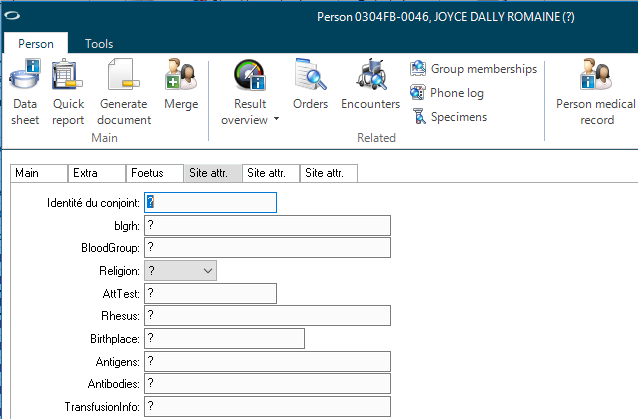 Person 0304FB-0046, JOYCE DALLY ROMAINE (?)
Person Tools
Data sheet
Quick report
Generate document
Merge
Main
Result overview
Orders
Encounters
Group memberships
Phone log
Specimens
Related
Person medical record
Main Extra Foetus Site attr. Site attr. Site attr.
Identité du conjoint: ?
blgrh: ?
BloodGroup: ?
Religion: ?
AttTest: ?
Rhesus: ?
Birthplace: ?
Antigens: ?
Antibodies: ?
TransfusionInfo: ?